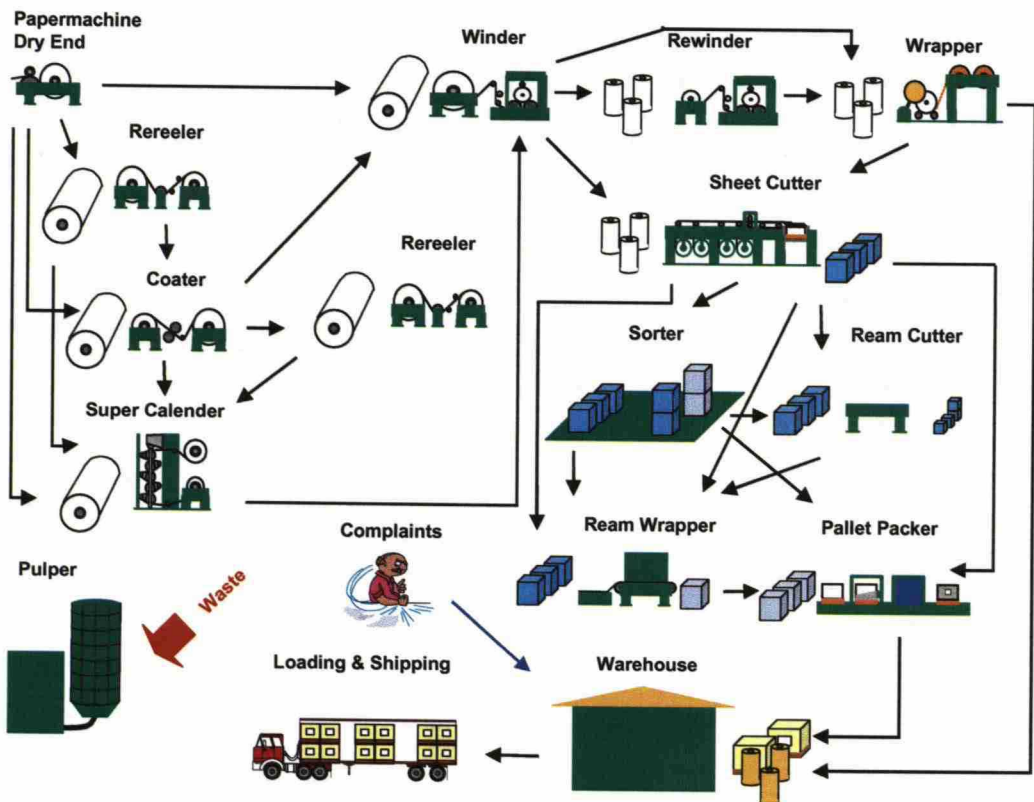 Papermachine
Dry End
Winder
Rewinder
Wrapper
Rereeler
Sheet Cutter
Rereeler
Coater
Sorter
Ream Cutter
Super Calender
Complaints
Ream Wrapper
Pallet Packer
Pulper
Waste
Loading & Shipping
Warehouse